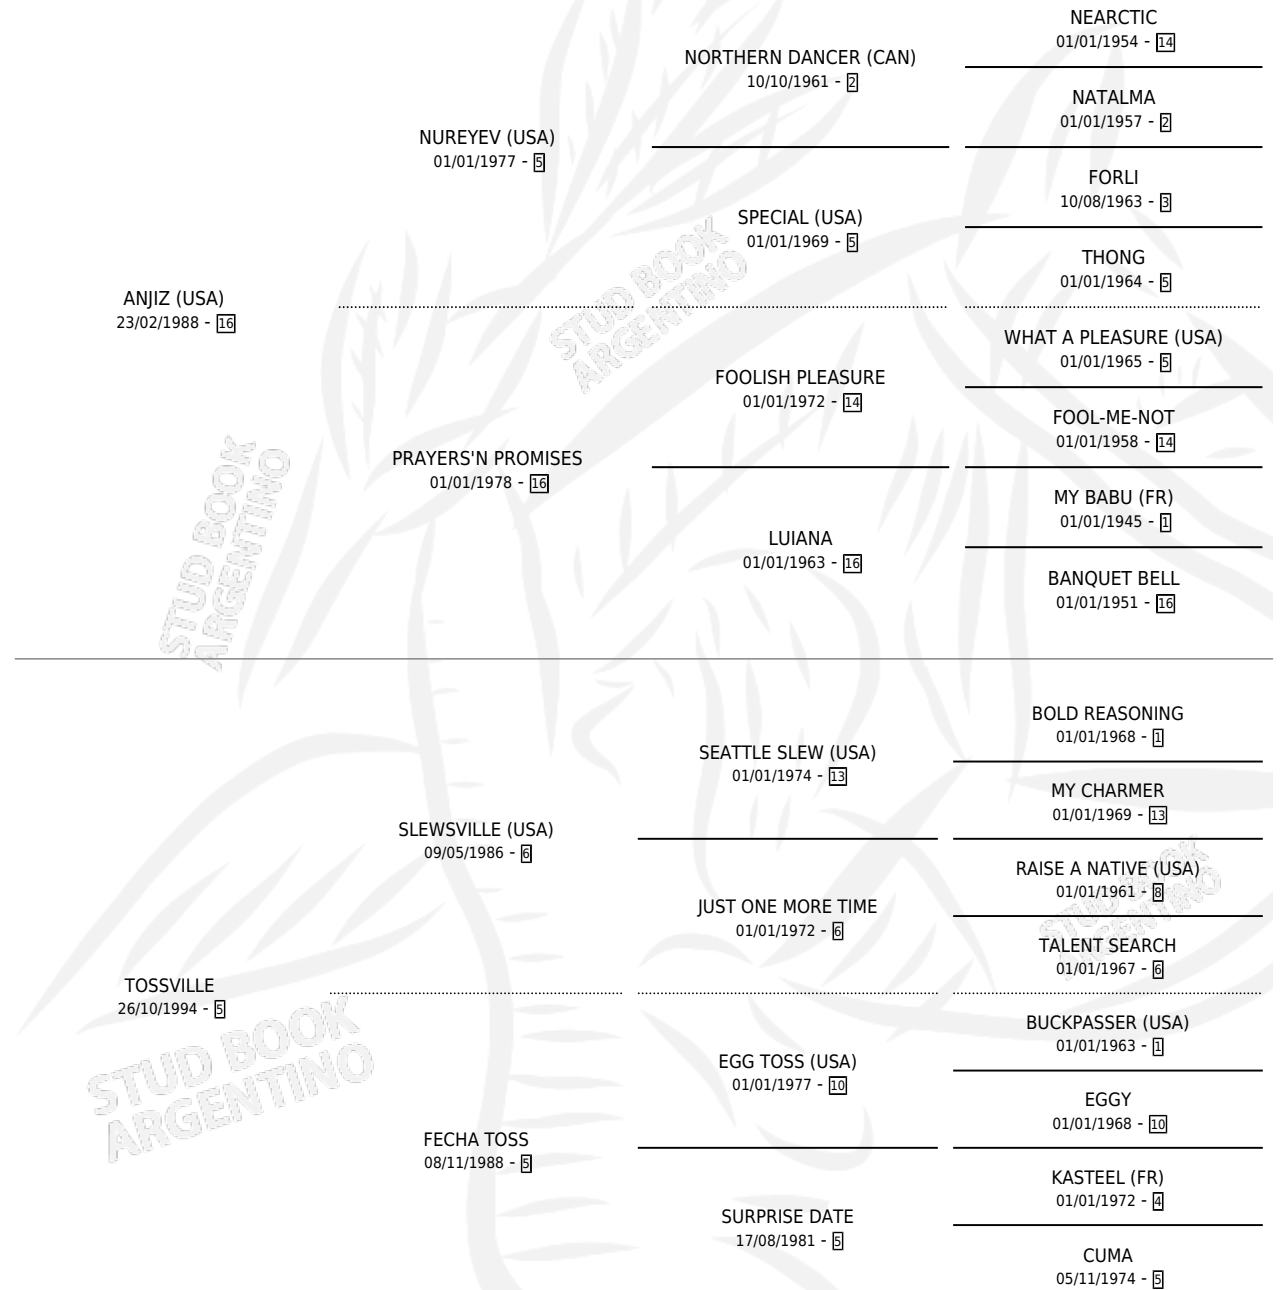 NEARCTIC
01/01/1954 - 14
NORTHERN DANCER (CAN)
10/10/1961 - 2
NATALMA
01/01/1957 - 2
NUREYEV (USA)
01/01/1977 - 5
FORLI
10/08/1963 - 3
SPECIAL (USA)
01/01/1969 - 5
THONG
01/01/1964 - 5
ANJIZ (USA)
23/02/1988 - 16
WHAT A PLEASURE (USA)
01/01/1965 - 5
FOOLISH PLEASURE
01/01/1972 - 14
FOOL-ME-NOT
01/01/1958 - 14
PRAYERS'N PROMISES
01/01/1978 - 16
MY BABU (FR)
01/01/1945 - 1
LUIANA
01/01/1963 - 16
BANQUET BELL
01/01/1951 - 16
BOLD REASONING
01/01/1968 - 1
SEATTLE SLEW (USA)
01/01/1974 - 13
MY CHARMER
01/01/1969 - 13
SLEWSVILLE (USA)
09/05/1986 - 6
RAISE A NATIVE (USA)
01/01/1961 - 8
JUST ONE MORE TIME
01/01/1972 - 6
TALENT SEARCH
01/01/1967 - 6
TOSSVILLE
26/10/1994 - 5
BUCKPASSER (USA)
01/01/1963 - 1
EGG TOSS (USA)
01/01/1977 - 10
EGGY
01/01/1968 - 10
FECHA TOSS
08/11/1988 - 5
KASTEEL (FR)
01/01/1972 - 4
SURPRISE DATE
17/08/1981 - 5
CUMA
05/11/1974 - 5
STUD BOOK
ARGENTINO
STUD BOOK
ARGENTINO
STUD BOOK
ARGENTINO
STUD BOOK
ARGENTINO